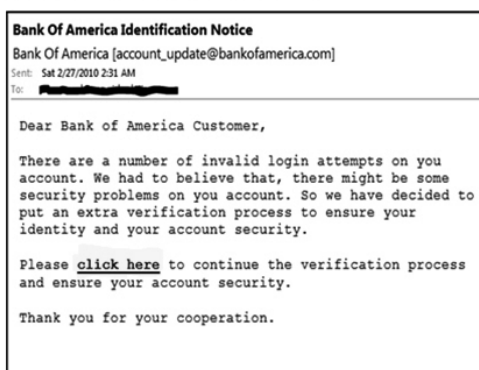 Bank Of America Identification Notice
Bank Of America [account_update@bankofamerica.com]
Sent: Sat 2/27/2010 2:31 AM
To:
Dear Bank of America Customer,
There are a number of invalid login attempts on you
account. We had to believe that, there might be some
security problems on you account. So we have decided to
put an extra verification process to ensure your
identity and your account security.
Please click here to continue the verification process
and ensure your account security.
Thank you for your cooperation.